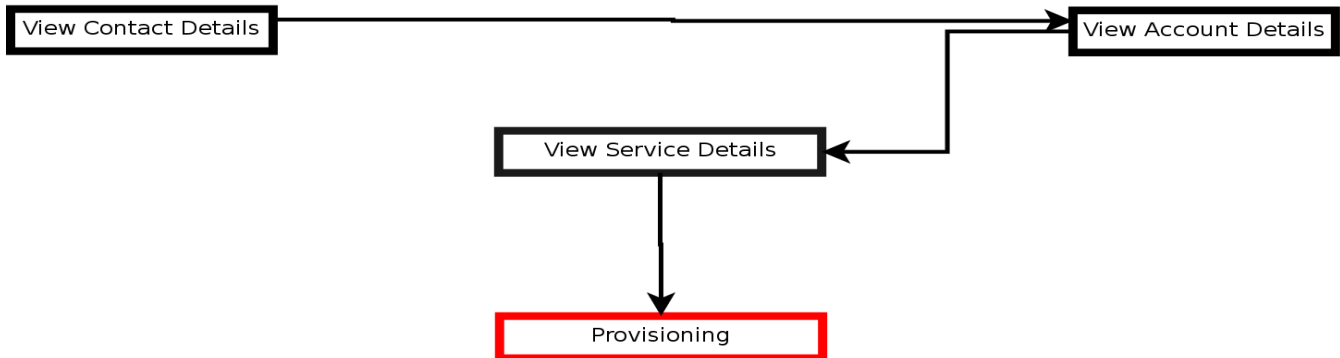 View Contact Details
View Account Details
View Service Details
Provisioning